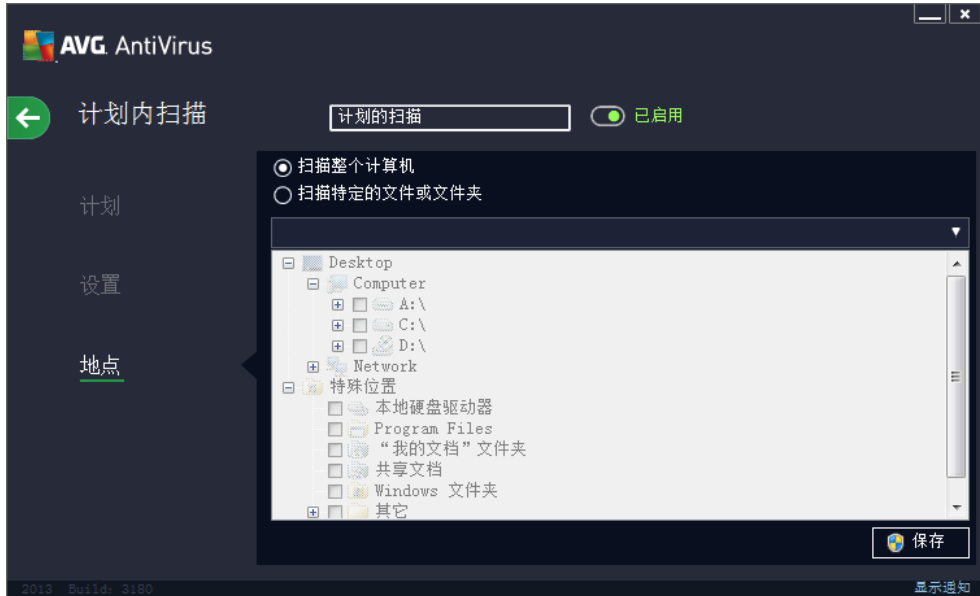 AVG. AntiVirus
计划内扫描
计划的扫描
已启用
扫描整个计算机
扫描特定的文件或文件夹
计划
设置
地点
Desktop
Computer
A:\
C:\
D:\
Network
特殊位置
本地硬盘驱动器
Program Files
“我的文档”文件夹
共享文档
Windows 文件夹
其它
保存
2013 Build: 3180
显示通知